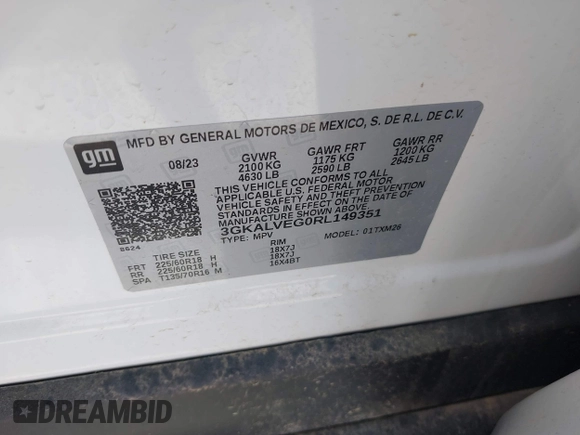 gm
MFD BY GENERAL MOTORS DE MEXICO, S. DE R.L. DE C.V.
08/23 GVWR GAWR FRT GAWR RR
2100 KG 1175 KG 1200 KG
4630 LB 2590 LB 2645 LB
THIS VEHICLE CONFORMS TO ALL
APPLICABLE U.S. FEDERAL MOTOR
VEHICLE SAFETY AND THEFT PREVENTION
STANDARDS IN EFFECT ON THE DATE OF
MANUFACTURE SHOWN ABOVE.
3GKALVEG0RL149351
TYPE: MPV MODEL: 01TXM26
8624
TIRE SIZE RIM
FRT 225/60R18 H 18X7J
RR 225/60R18 H 18X7J
SPA T135/70R16 M 16X4BT
DREAMBID